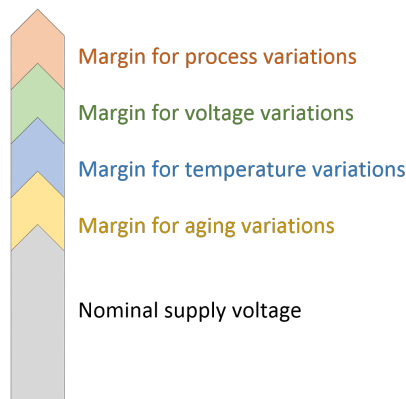 Margin for process variations
Margin for voltage variations
Margin for temperature variations
Margin for aging variations
Nominal supply voltage